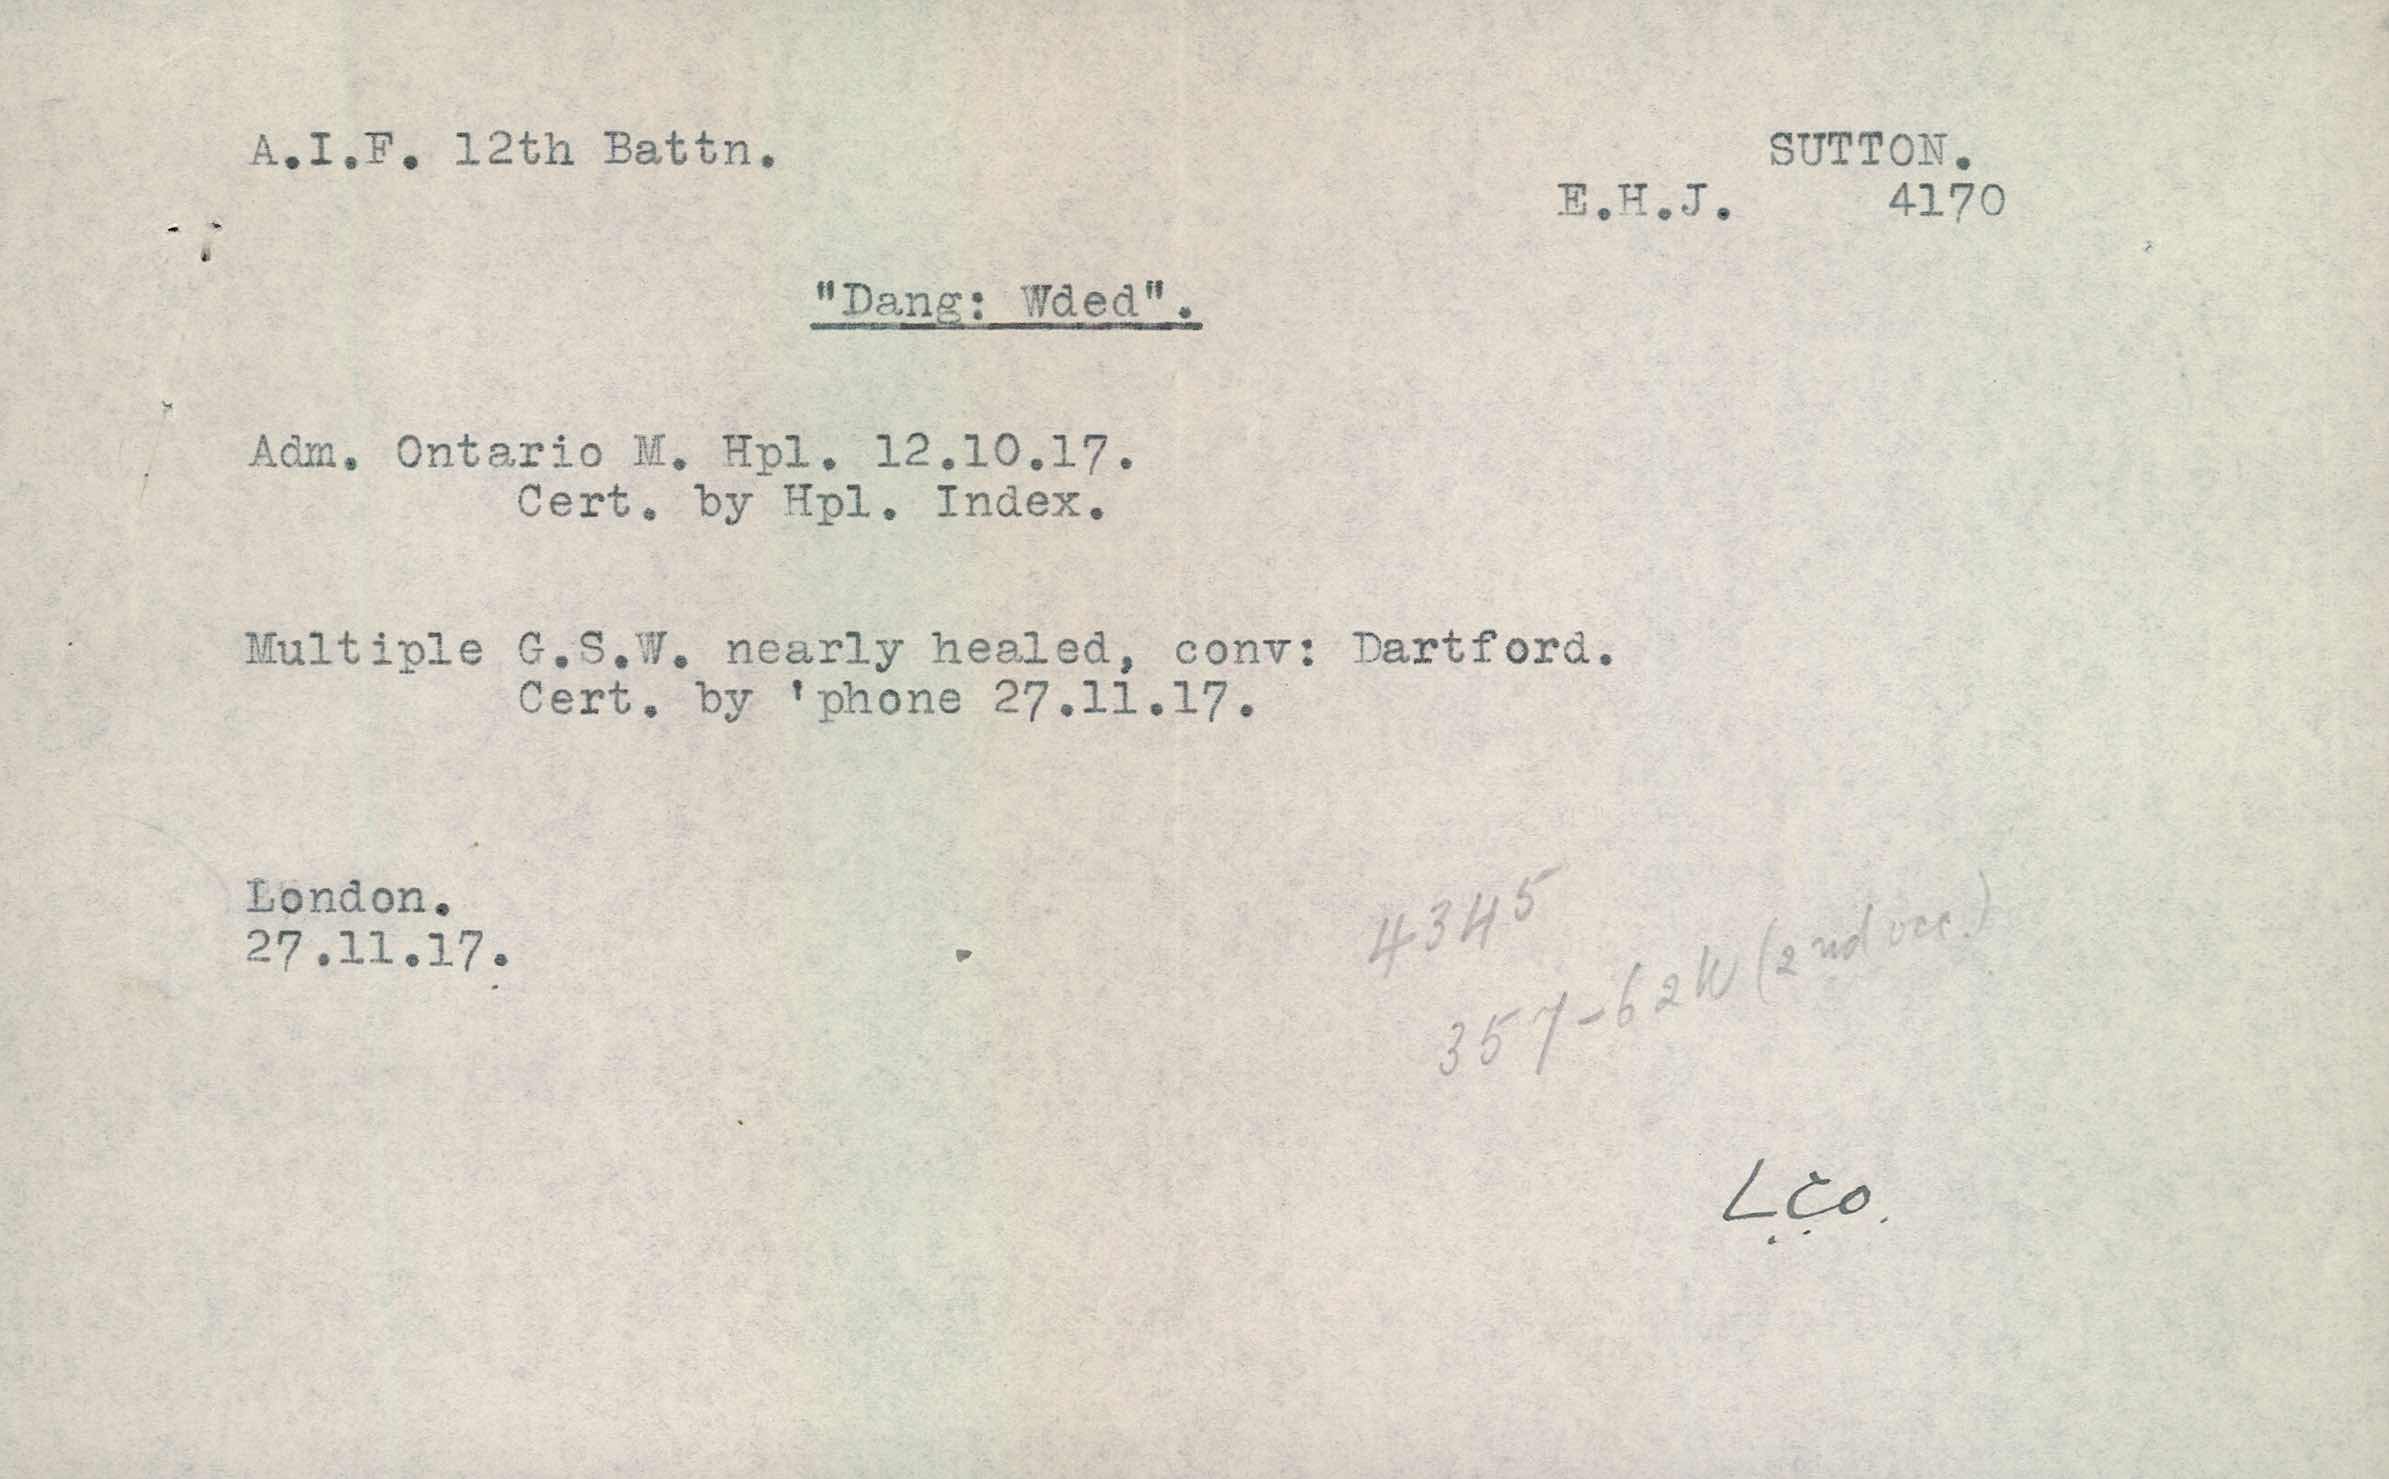 A.I.F. 12th Battn.
SUTTON.
E.H.J. 4170
"Dang: Wded".
Adm. Ontario M. Hpl. 12.10.17.
Cert. by Hpl. Index.
Multiple G.S.W. nearly healed, conv: Dartford.
Cert. by 'phone 27.11.17.
London.
27.11.17.
4345
357-62W (2nd occ.)
LCO.